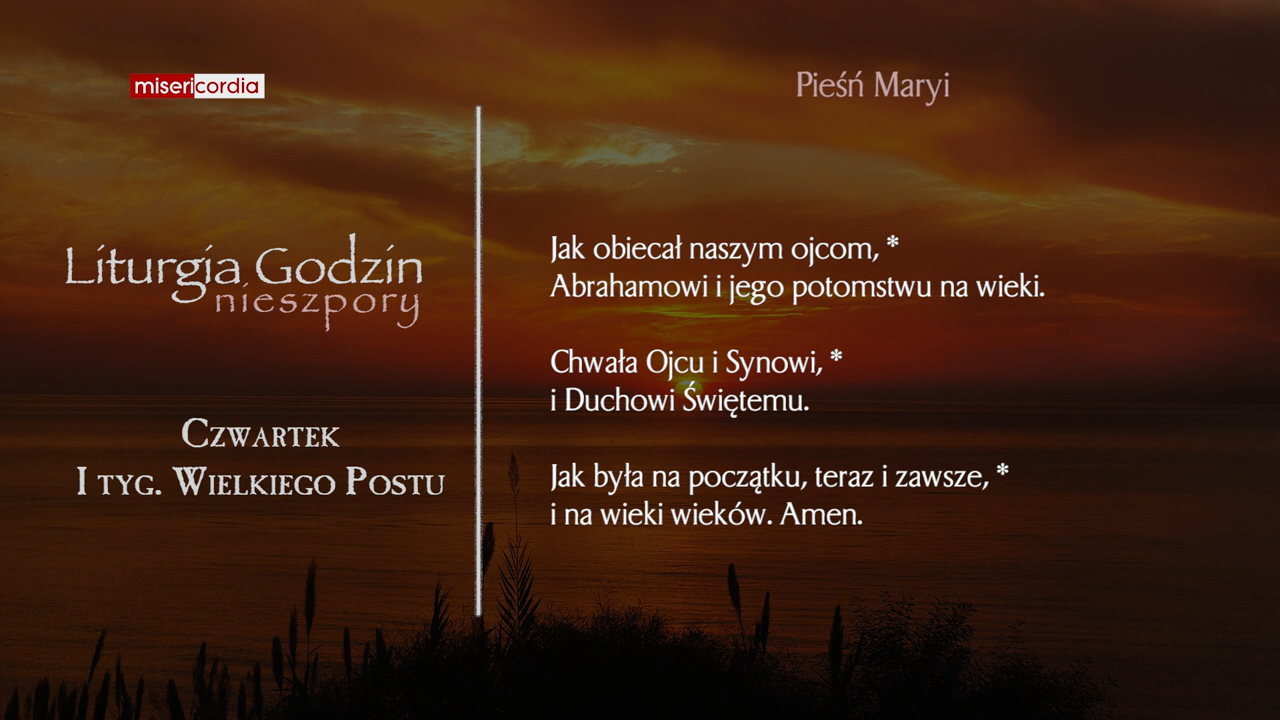 misericordia
Liturgia Godzin
nieszpory
Czwartek
I tyg. Wielkiego Postu
Pieśń Maryi
Jak obiecał naszym ojcom, *
Abrahamowi i jego potomstwu na wieki.
Chwała Ojcu i Synowi, *
i Duchowi Świętemu.
Jak była na początku, teraz i zawsze, *
i na wieki wieków. Amen.